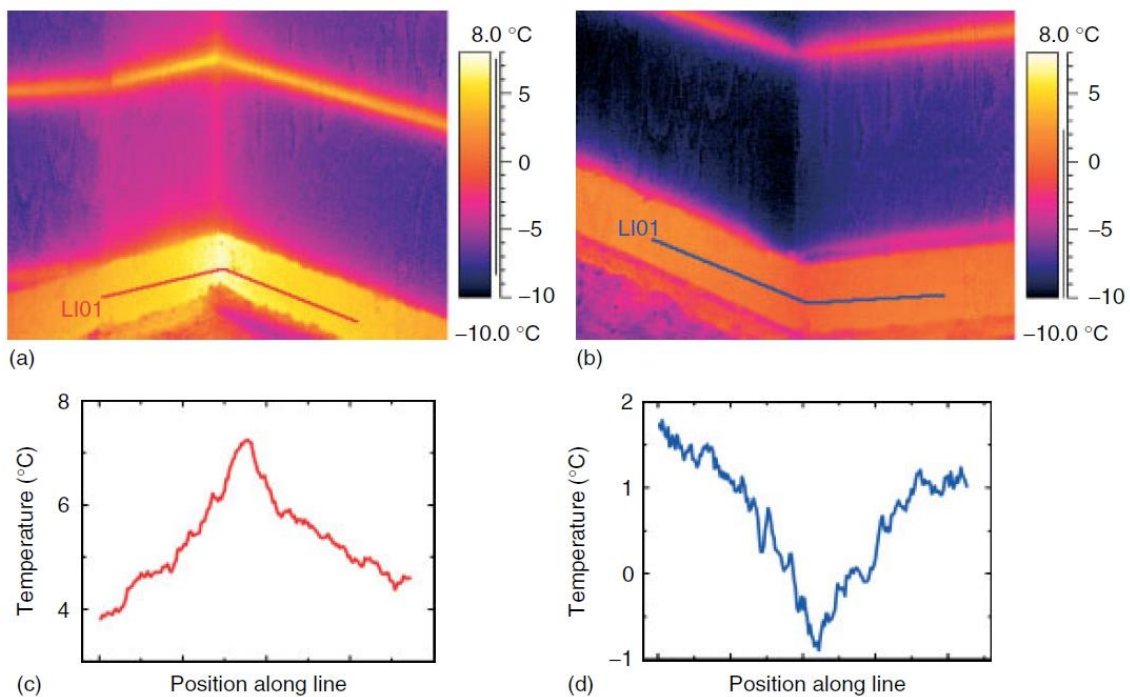 8.0 °C
5
0
−5
−10
−10.0 °C
LI01
(a)
8.0 °C
5
0
−5
−10
−10.0 °C
LI01
(b)
8
6
4
Temperature (°C)
Position along line
(c)
2
1
0
−1
Temperature (°C)
Position along line
(d)